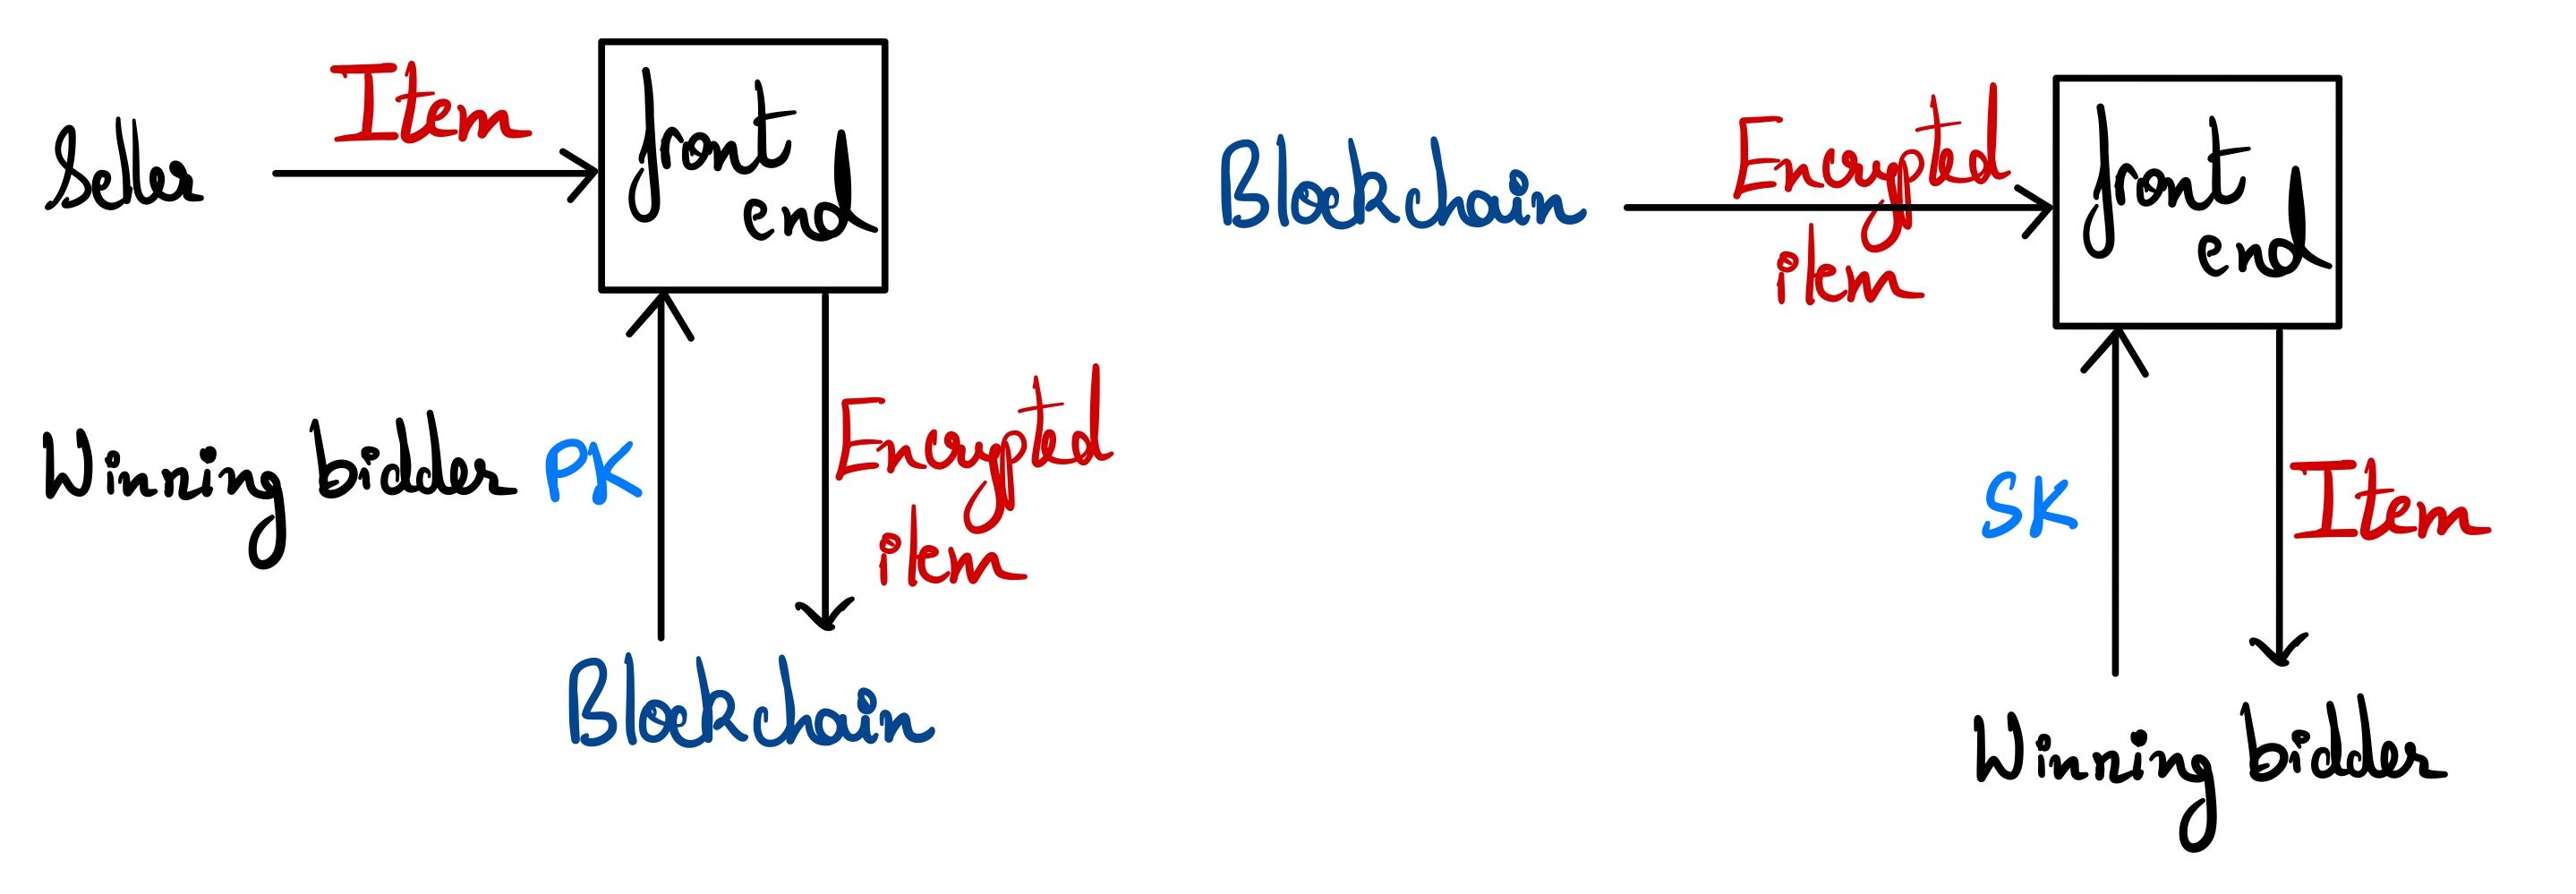 Seller
Item
front
end
Winning bidder PK
Encrypted
item
Blockchain
Blockchain
Encrypted
item
front
end
SK
Item
Winning bidder